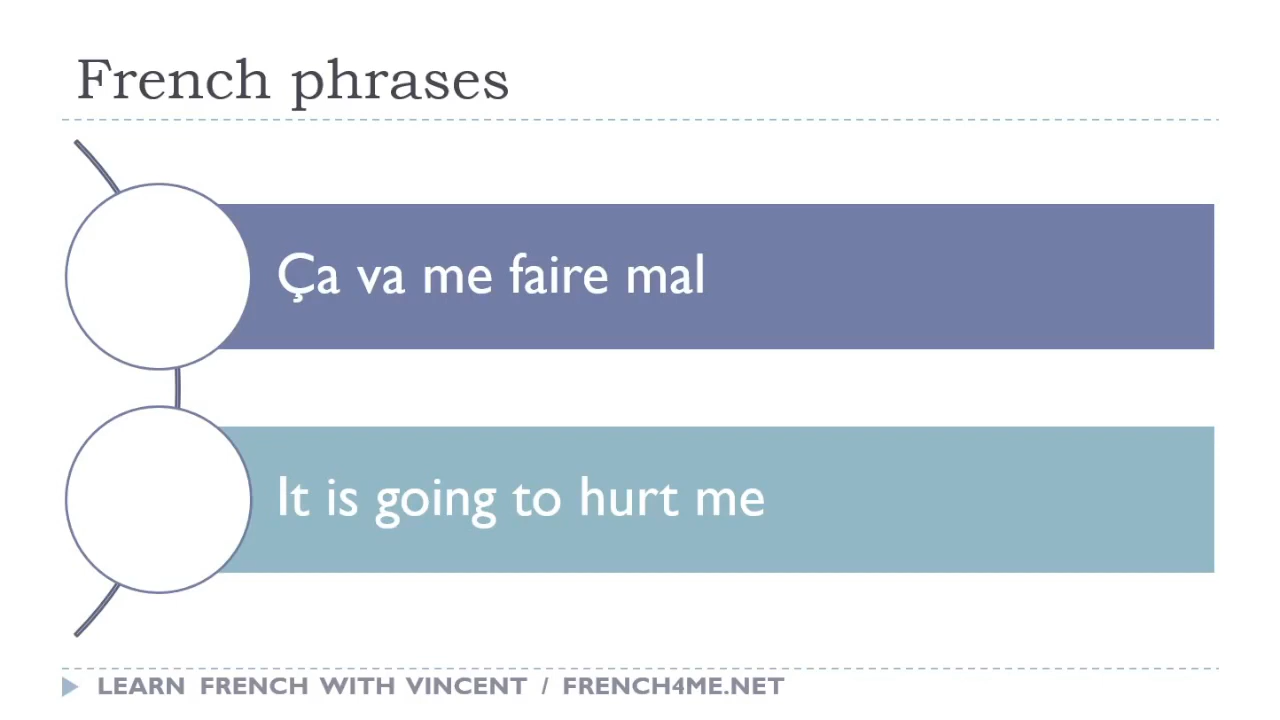 French phrases
Ça va me faire mal
It is going to hurt me
LEARN FRENCH WITH VINCENT / FRENCH4ME.NET